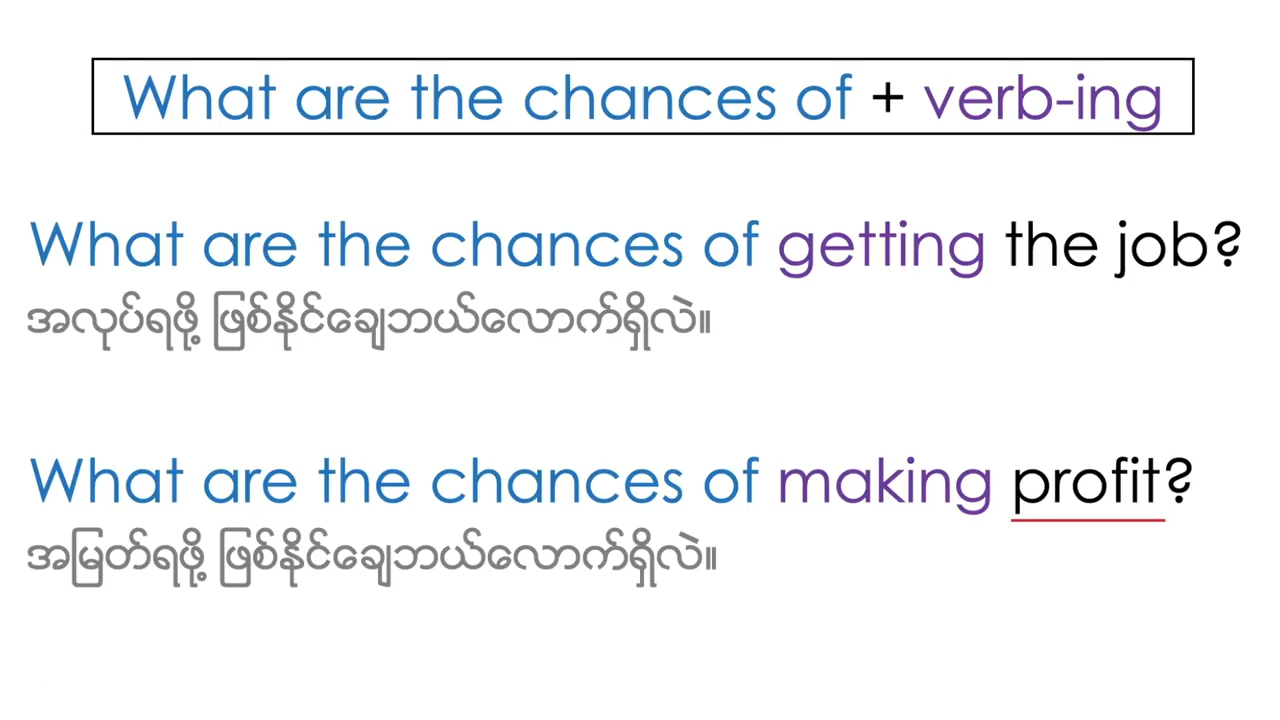 What are the chances of + verb-ing
What are the chances of getting the job?
အလုပ်ရဖို့ ဖြစ်နိုင်ချေဘယ်လောက်ရှိလဲ။
What are the chances of making profit?
အမြတ်ရဖို့ ဖြစ်နိုင်ချေဘယ်လောက်ရှိလဲ။